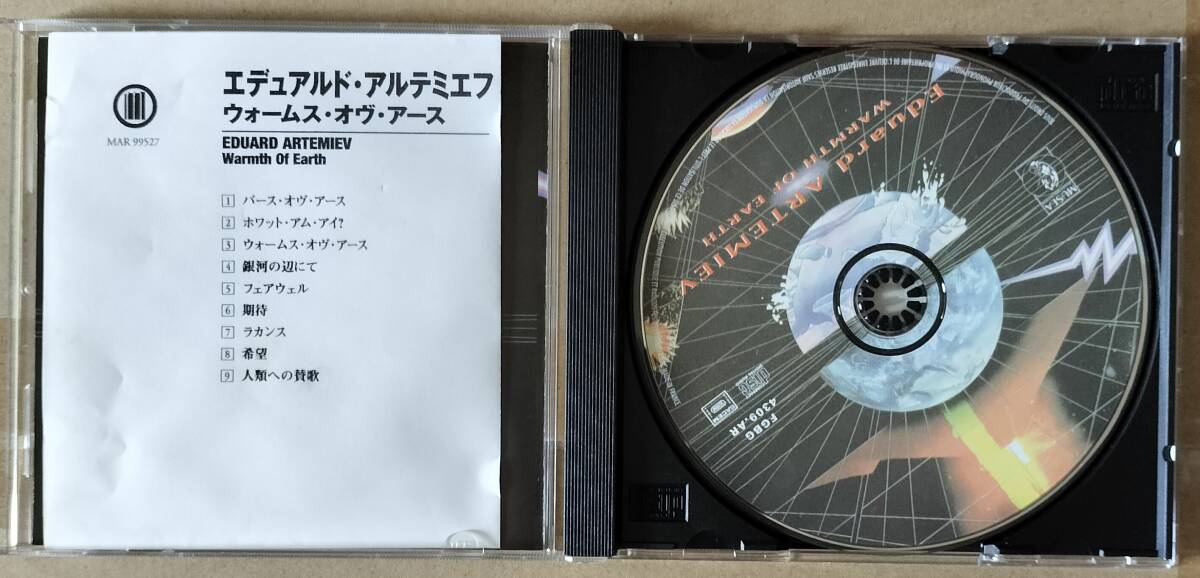 MAR 99527
エデュアルド・アルテミエフ
ウォームス・オヴ・アース
EDUARD ARTEMIEV
Warmth Of Earth
1 バース・オヴ・アース
2 ホワット・アム・アイ?
3 ウォームス・オヴ・アース
4 銀河の辺にて
5 フェアウェル
6 期待
7 ラカンス
8 希望
9 人類への賛歌
Eduard ARTEMIEV
WARMTH OF EARTH
MUSEA
SACEM
FGBG
4309.AR